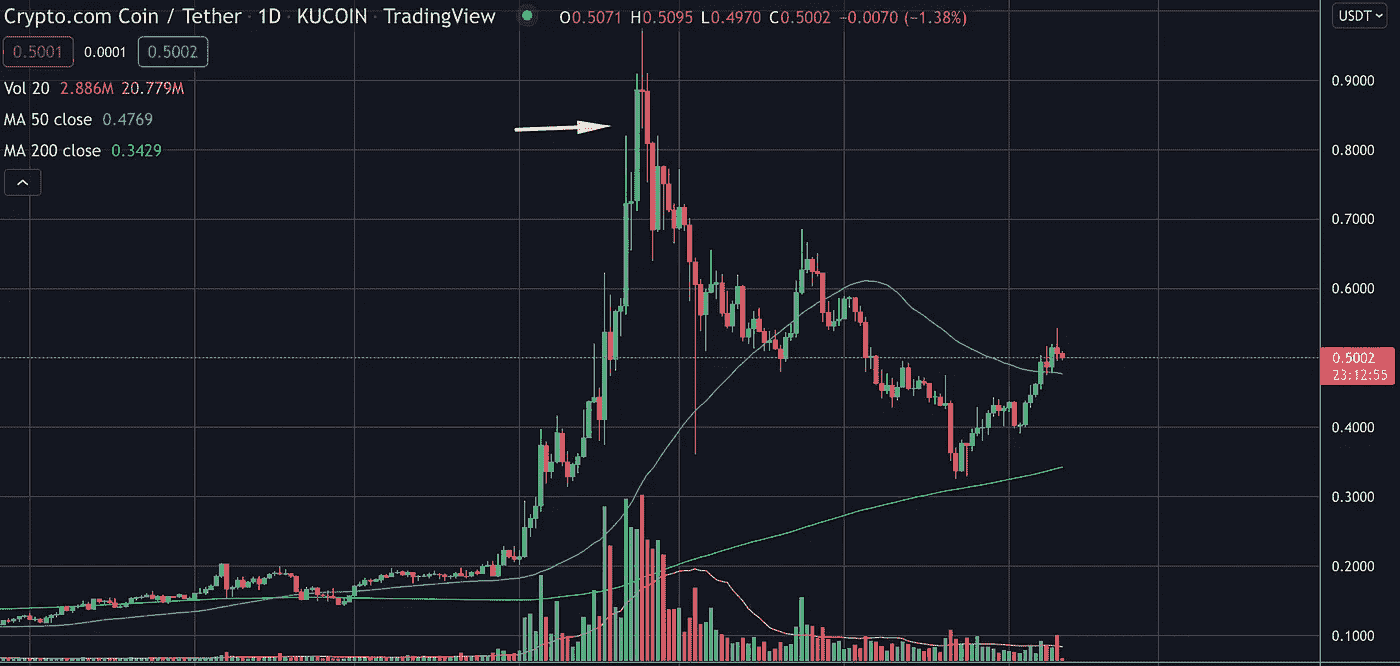 Crypto.com Coin / Tether · 1D · KUCOIN · TradingView O0.5071 H0.5095 L0.4970 C0.5002 −0.0070 (−1.38%) USDT
0.5001 0.0001 0.5002
Vol 20 2.886M 20.779M
MA 50 close 0.4769
MA 200 close 0.3429
0.9000
0.8000
0.7000
0.6000
0.5002
23:12:55
0.4000
0.3000
0.2000
0.1000